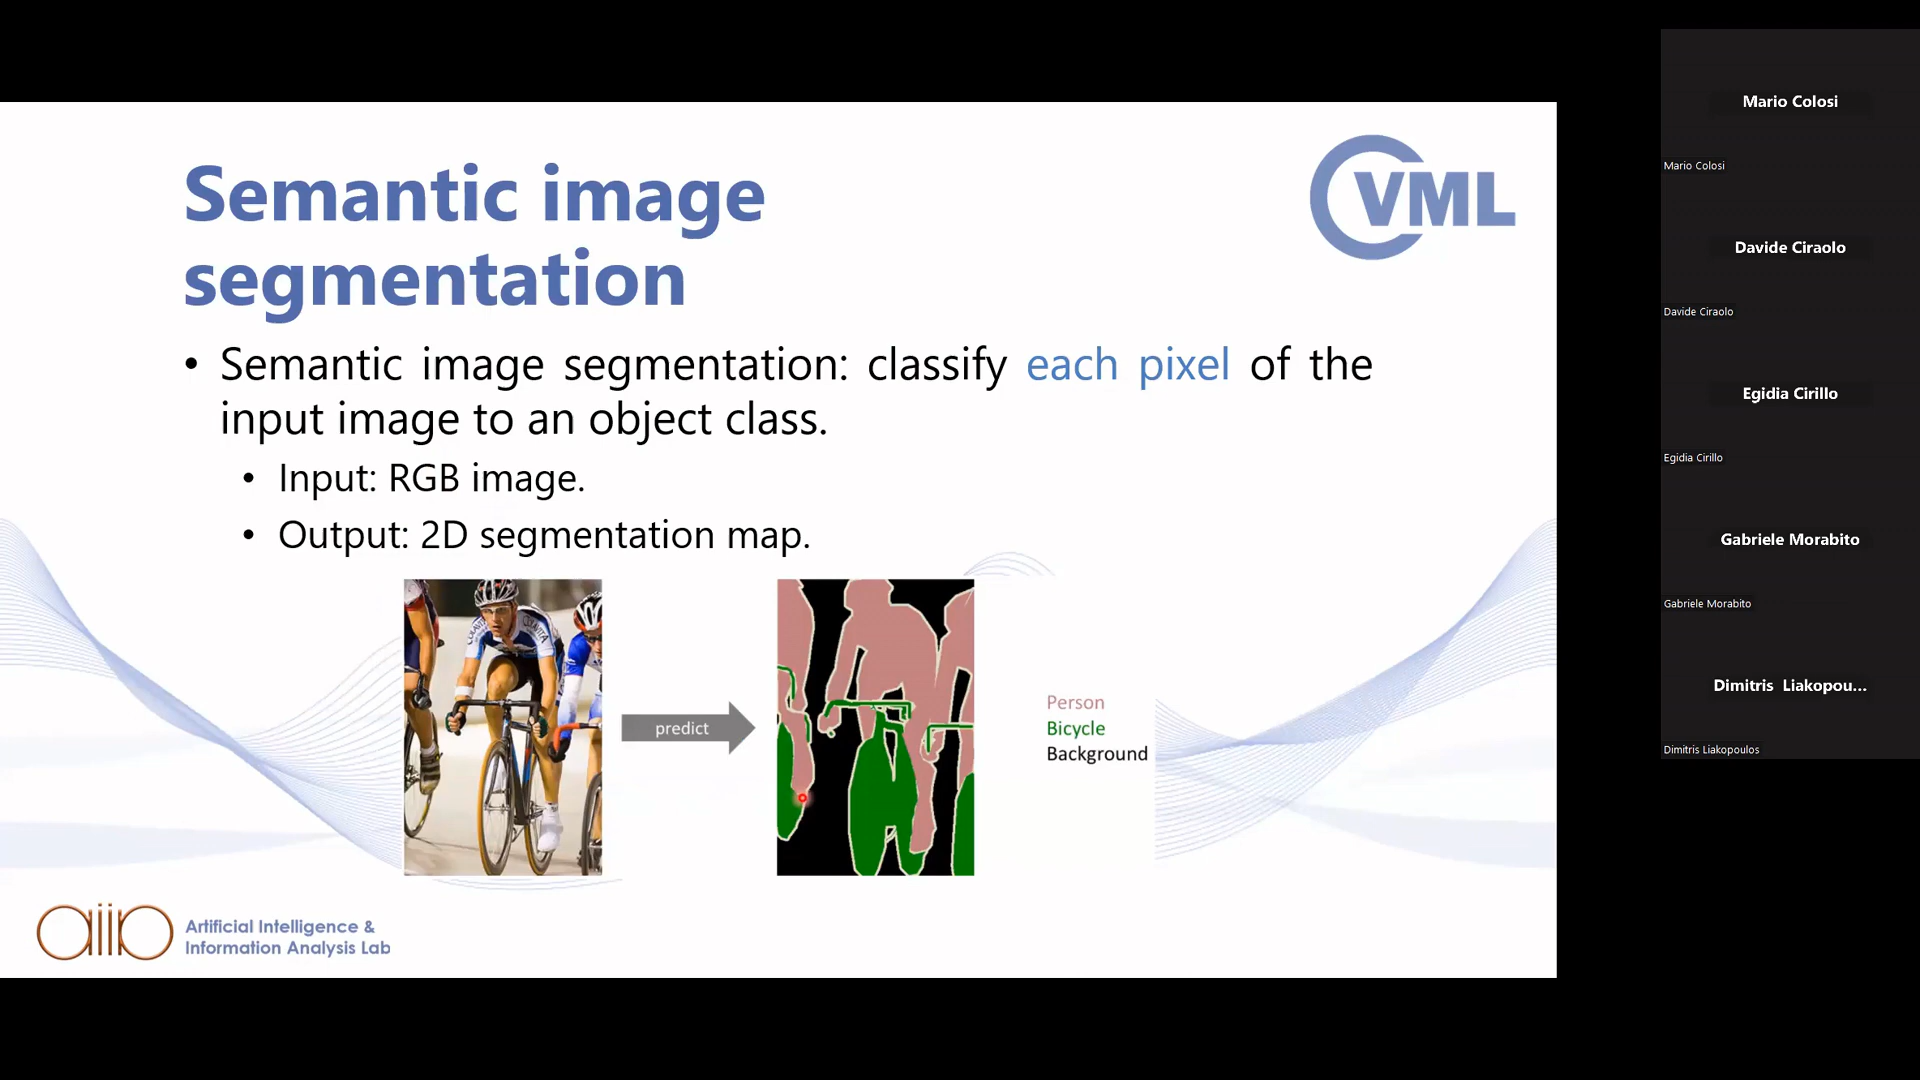 Semantic image
segmentation
CVML
• Semantic image segmentation: classify each pixel of the
input image to an object class.
• Input: RGB image.
• Output: 2D segmentation map.
predict
Person
Bicycle
Background
aiia
Artificial Intelligence &
Information Analysis Lab
Mario Colosi
Mario Colosi
Davide Ciraolo
Davide Ciraolo
Egidia Cirillo
Egidia Cirillo
Gabriele Morabito
Gabriele Morabito
Dimitris Liakopou...
Dimitris Liakopoulos